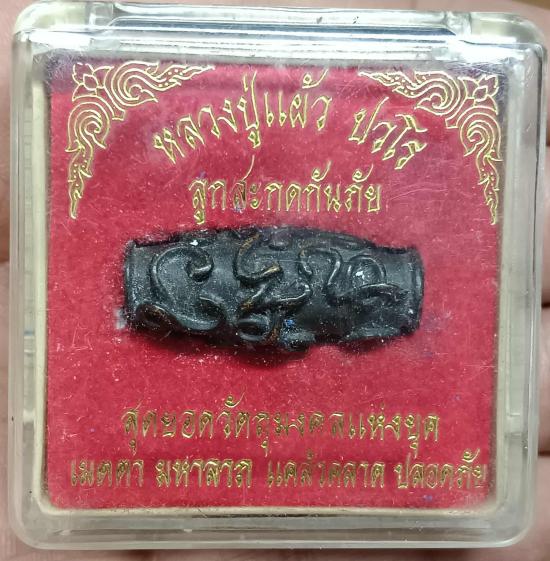 หลวงปู่แผ้ว ปวโร
ลูกสะกดกันภัย
สุดยอดวัตถุมงคลแห่งยุค
เมตตา มหาลาภ แคล้วคลาด ปลอดภัย